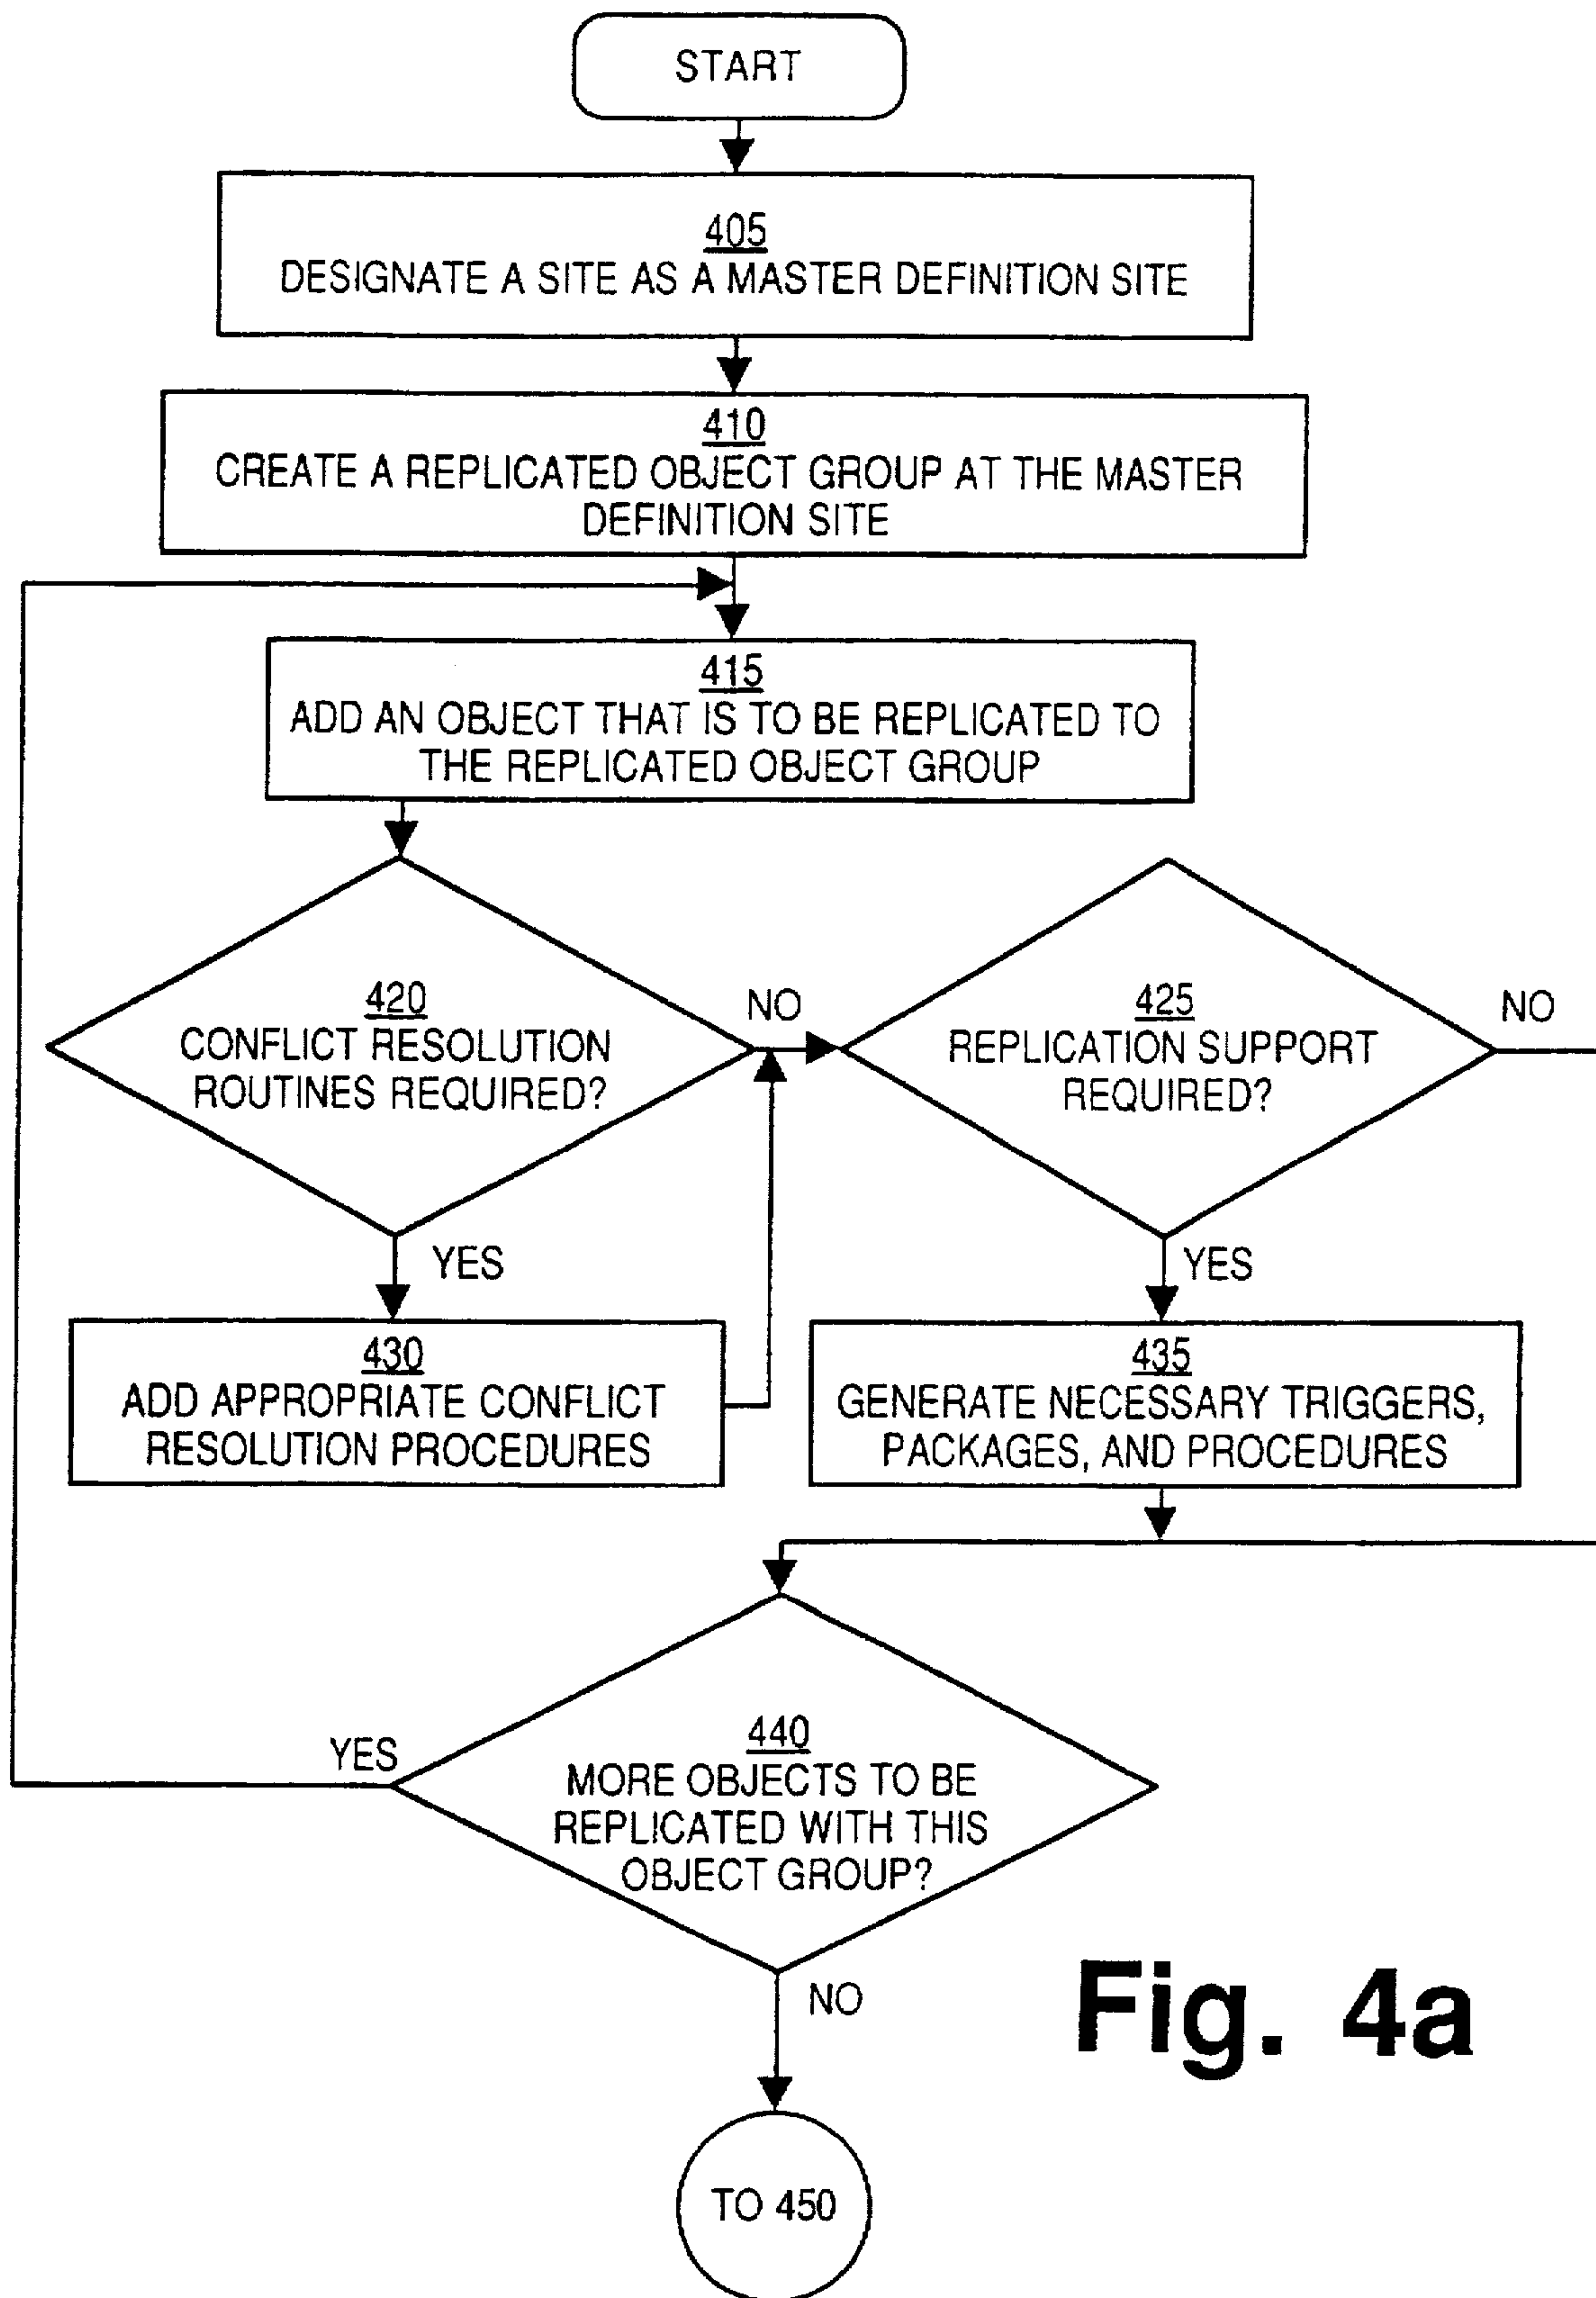 START
405
DESIGNATE A SITE AS A MASTER DEFINITION SITE
410
CREATE A REPLICATED OBJECT GROUP AT THE MASTER
DEFINITION SITE
415
ADD AN OBJECT THAT IS TO BE REPLICATED TO
THE REPLICATED OBJECT GROUP
420
CONFLICT RESOLUTION
ROUTINES REQUIRED?
NO
YES
425
REPLICATION SUPPORT
REQUIRED?
NO
YES
430
ADD APPROPRIATE CONFLICT
RESOLUTION PROCEDURES
435
GENERATE NECESSARY TRIGGERS,
PACKAGES, AND PROCEDURES
440
MORE OBJECTS TO BE
REPLICATED WITH THIS
OBJECT GROUP?
YES
NO
TO 450
Fig. 4a